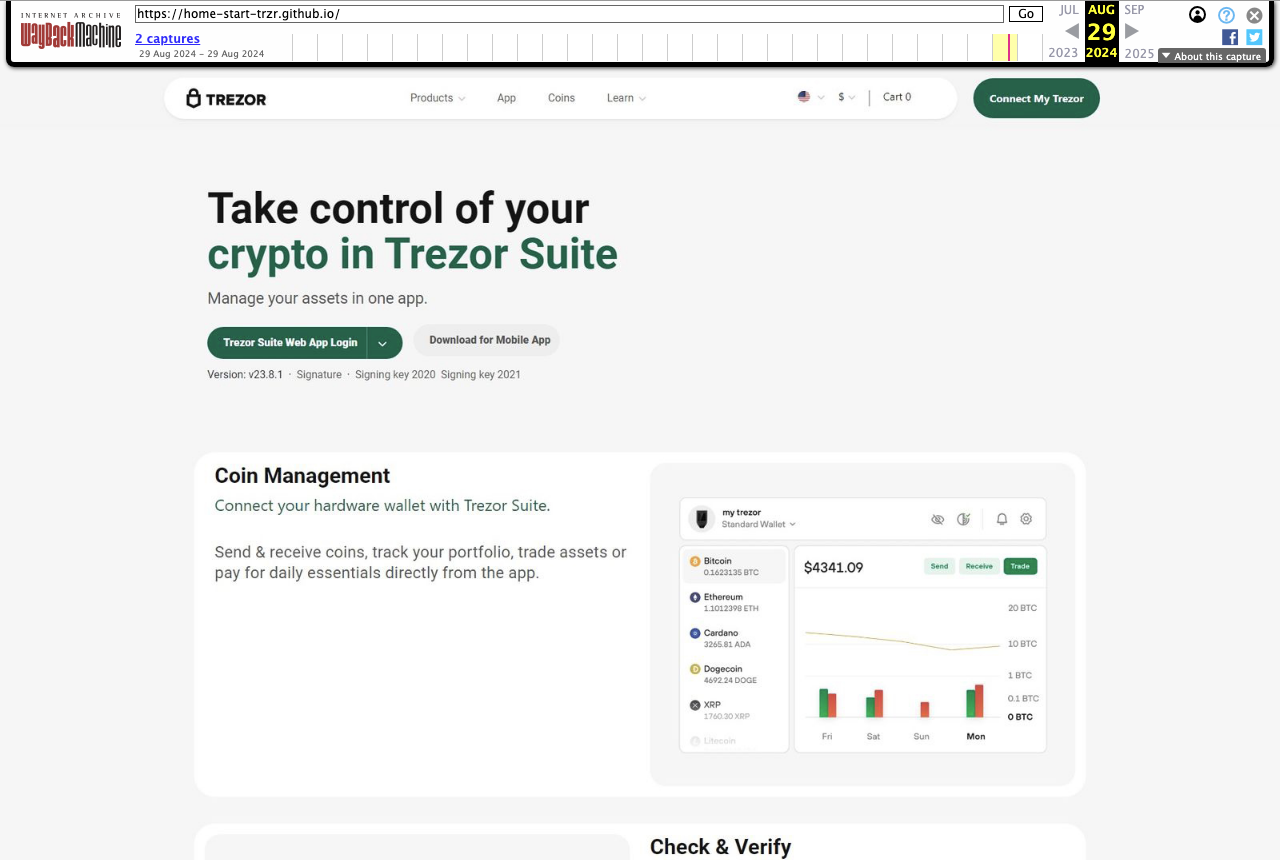 INTERNET ARCHIVE
WayBackMachine
https://home-start-trzr.github.io/
Go
2 captures
29 Aug 2024 – 29 Aug 2024
JUL AUG SEP
29
2023 2024 2025
About this capture
TREZOR
Products App Coins Learn $ Cart 0
Connect My Trezor
Take control of your
crypto in Trezor Suite
Manage your assets in one app.
Trezor Suite Web App Login
Download for Mobile App
Version: v23.8.1 · Signature · Signing key 2020 Signing key 2021
Coin Management
Connect your hardware wallet with Trezor Suite.
Send & receive coins, track your portfolio, trade assets or
pay for daily essentials directly from the app.
my trezor
Standard Wallet
Bitcoin
0.1623135 BTC
Ethereum
1.1012398 ETH
Cardano
3265.81 ADA
Dogecoin
4692.24 DOGE
XRP
1760.30 XRP
Litecoin
$4341.09
Send Receive Trade
20 BTC
10 BTC
1 BTC
0.1 BTC
0 BTC
Fri Sat Sun Mon
Check & Verify